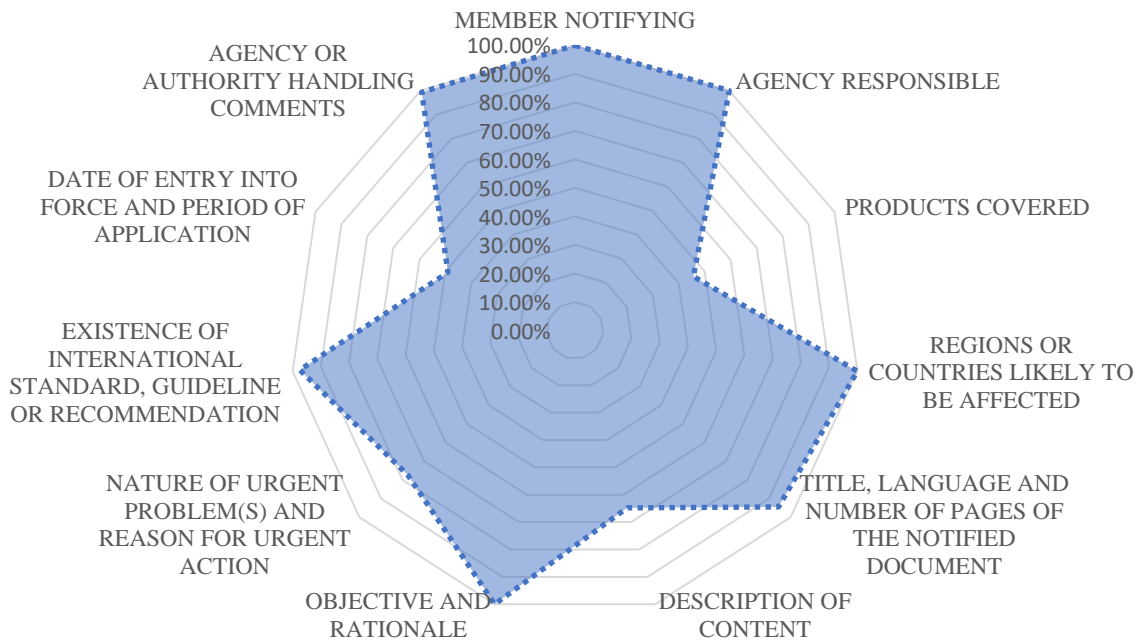 MEMBER NOTIFYING
100.00%
90.00%
80.00%
70.00%
60.00%
50.00%
40.00%
30.00%
20.00%
10.00%
0.00%
AGENCY RESPONSIBLE
PRODUCTS COVERED
REGIONS OR
COUNTRIES LIKELY TO
BE AFFECTED
TITLE, LANGUAGE AND
NUMBER OF PAGES OF
THE NOTIFIED
DOCUMENT
DESCRIPTION OF
CONTENT
OBJECTIVE AND
RATIONALE
NATURE OF URGENT
PROBLEM(S) AND
REASON FOR URGENT
ACTION
EXISTENCE OF
INTERNATIONAL
STANDARD, GUIDELINE
OR RECOMMENDATION
DATE OF ENTRY INTO
FORCE AND PERIOD OF
APPLICATION
AGENCY OR
AUTHORITY HANDLING
COMMENTS